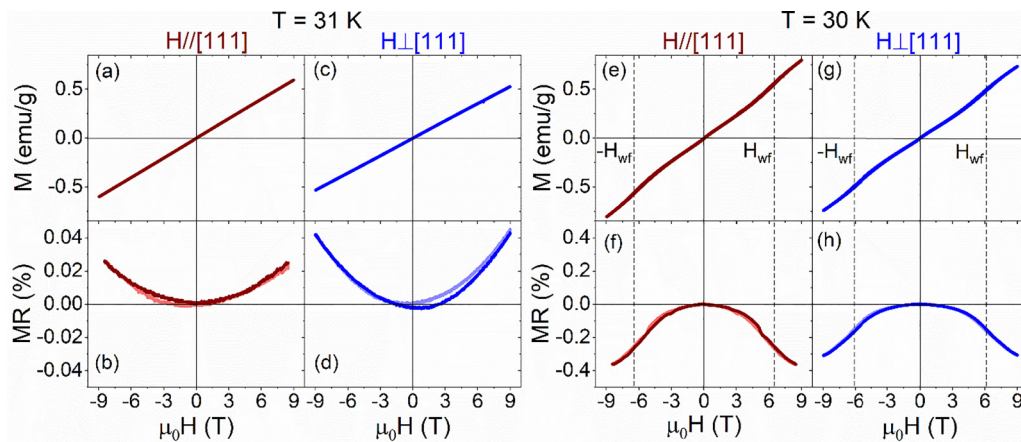 T = 31 K
T = 30 K
H//[111]
H⊥[111]
H//[111]
H⊥[111]
(a)
(c)
(e)
(g)
M (emu/g)
0.5
0.0
-0.5
M (emu/g)
0.5
0.0
-0.5
-Hwf
Hwf
-Hwf
Hwf
(b)
(d)
(f)
(h)
MR (%)
0.04
0.02
0.00
-0.02
-0.04
MR (%)
0.4
0.2
0.0
-0.2
-0.4
-9 -6 -3 0 3 6 9
-9 -6 -3 0 3 6 9
-9 -6 -3 0 3 6 9
-9 -6 -3 0 3 6 9
μ0H (T)
μ0H (T)
μ0H (T)
μ0H (T)